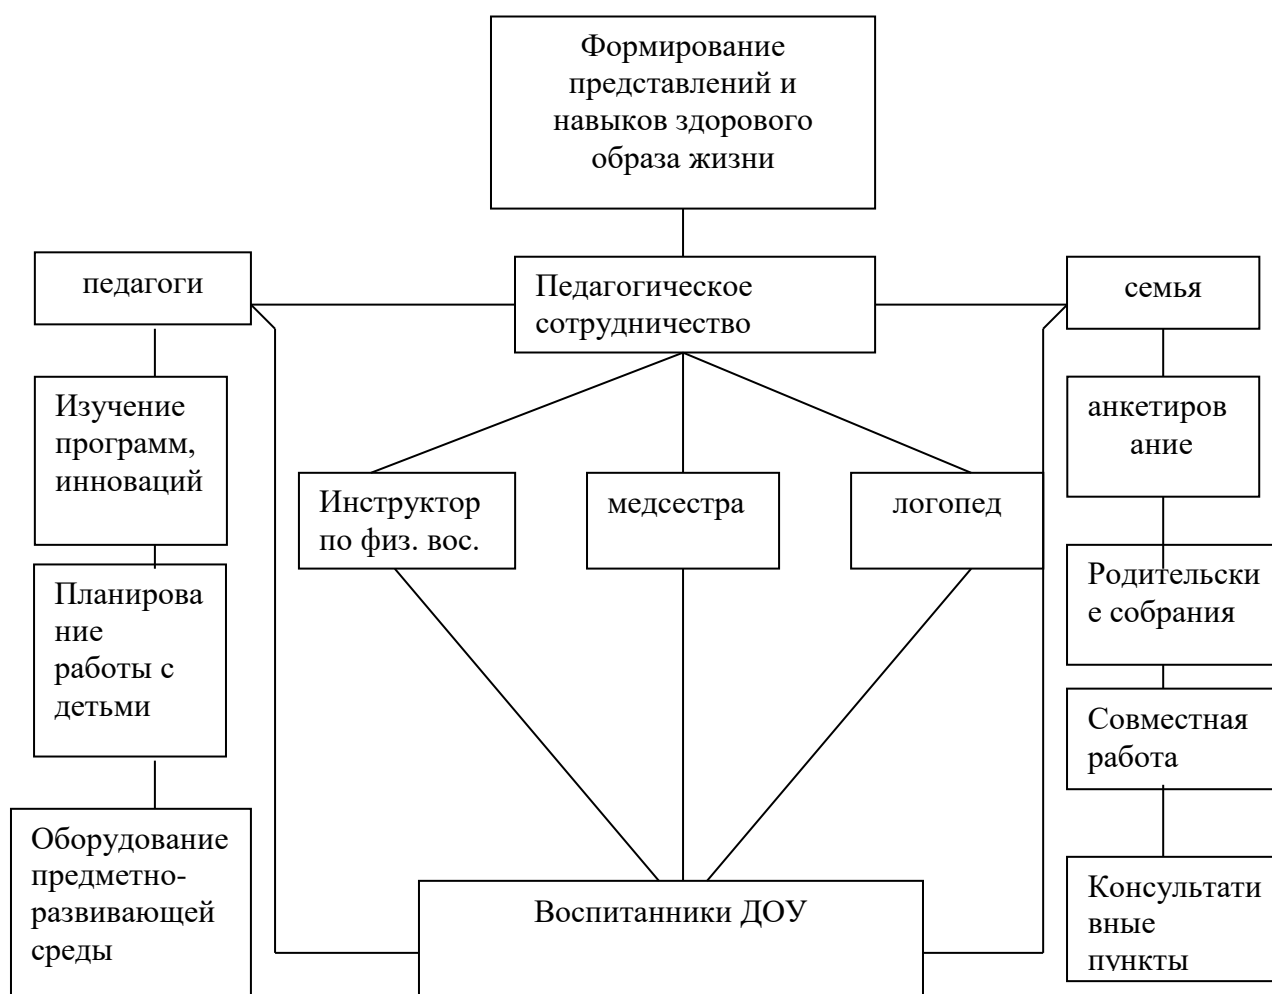 Формирование
представлений и
навыков здорового
образа жизни
педагоги
Педагогическое
сотрудничество
семья
Изучение
программ,
инноваций
Планирова
ние
работы с
детьми
Оборудование
предметно-
развивающей
среды
Инструктор
по физ. вос.
медсестра
логопед
анкетиров
ание
Родительски
е собрания
Совместная
работа
Консультати
вные
пункты
Воспитанники ДОУ